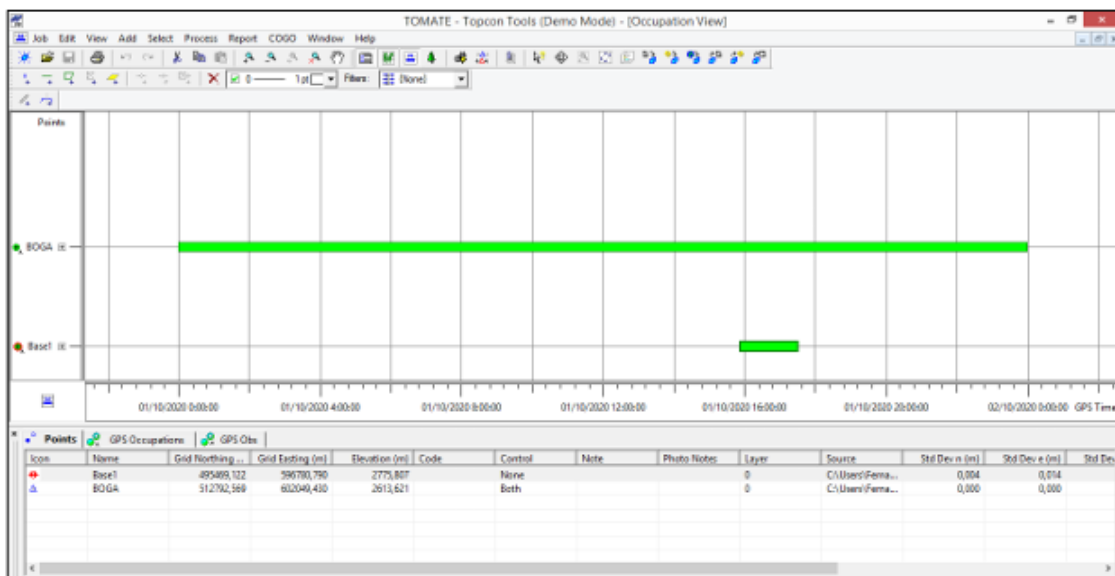 TOMATE - Topcon Tools (Demo Mode) - [Occupation View]
Job Edit View Add Select Process Report COGO Window Help
0 1pt Filters: [None]
Points
BOGA
Base1
01/10/2020 0:00:00 01/10/2020 4:00:00 01/10/2020 8:00:00 01/10/2020 12:00:00 01/10/2020 16:00:00 01/10/2020 20:00:00 02/10/2020 0:00:00 GPS Time
Points GPS Occupations GPS Obs
Icon Name Grid Northing ... Grid Easting (m) Elevation (m) Code Control Note Photo Notes Layer Source Std Dev n (m) Std Dev e (m) Std Dev
Base1 495469,122 596780,790 2775,807 None 0 C:\Users\Ferna... 0,004 0,014
BOGA 512792,569 602049,430 2613,621 Both 0 C:\Users\Ferna... 0,000 0,000